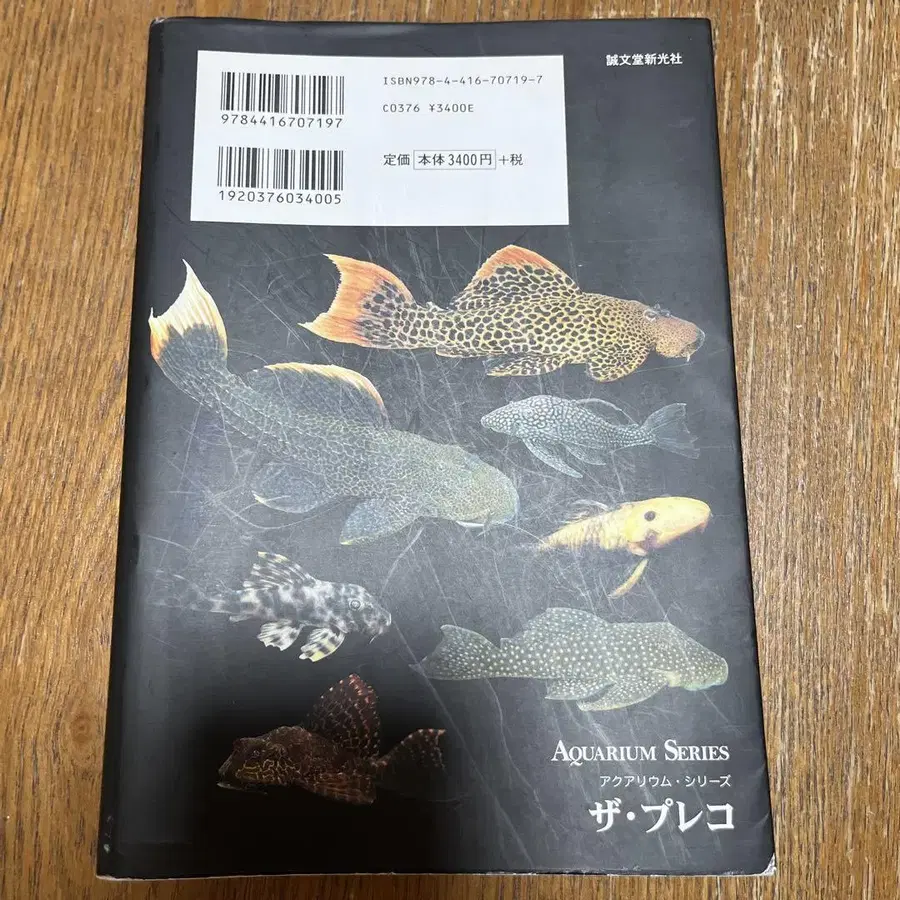 誠文堂新光社
ISBN978-4-416-70719-7
C0376 ¥3400E
9784416707197
定価 本体3400円 +税
1920376034005
AQUARIUM SERIES
アクアリウム・シリーズ
ザ・プレコ